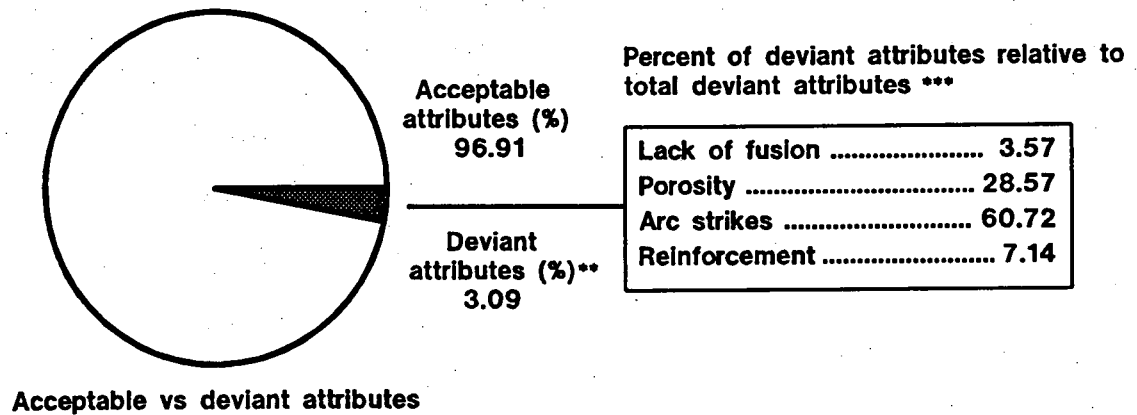 Acceptable
attributes (%)
96.91
Deviant
attributes (%)**
3.09
Percent of deviant attributes relative to
total deviant attributes ***
Lack of fusion ........................ 3.57
Porosity ................................... 28.57
Arc strikes ............................. 60.72
Reinforcement .......................... 7.14
Acceptable vs deviant attributes